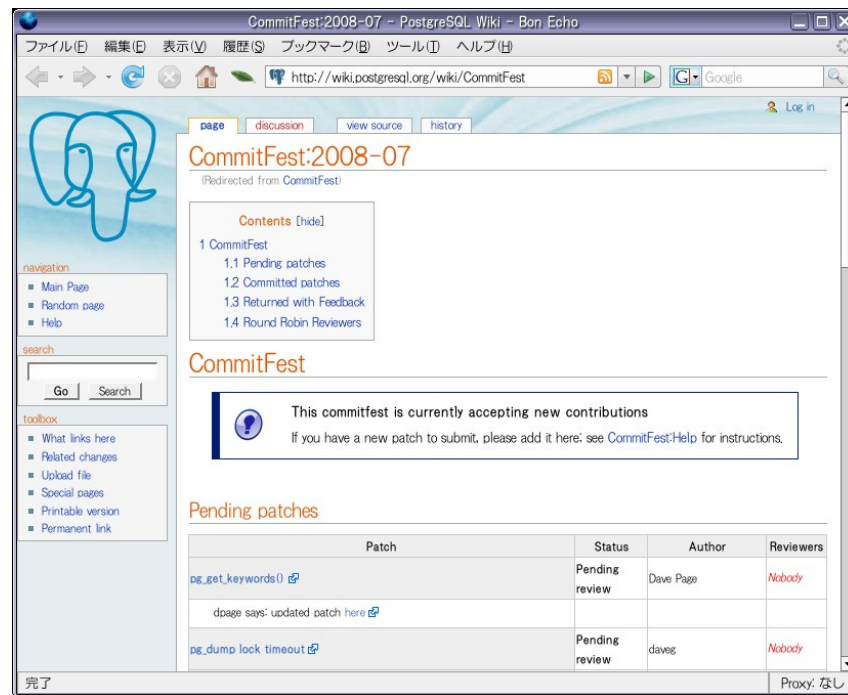 CommitFest:2008-07 - PostgreSQL Wiki - Bon Echo
ファイル(F) 編集(E) 表示(V) 履歴(S) ブックマーク(B) ツール(T) ヘルプ(H)
http://wiki.postgresql.org/wiki/CommitFest
G Google
Log in
page discussion view source history
CommitFest:2008-07
(Redirected from CommitFest)
Contents [hide]
1 CommitFest
1.1 Pending patches
1.2 Committed patches
1.3 Returned with Feedback
1.4 Round Robin Reviewers
navigation
Main Page
Random page
Help
search
Go Search
toolbox
What links here
Related changes
Upload file
Special pages
Printable version
Permanent link
CommitFest
This commitfest is currently accepting new contributions
If you have a new patch to submit, please add it here: see CommitFest:Help for instructions.
Pending patches
Patch Status Author Reviewers
pg_get_keywords() Pending review Dave Page Nobody
dpage says: updated patch here
pg_dump lock timeout Pending review daveg Nobody
完了 Proxy: なし